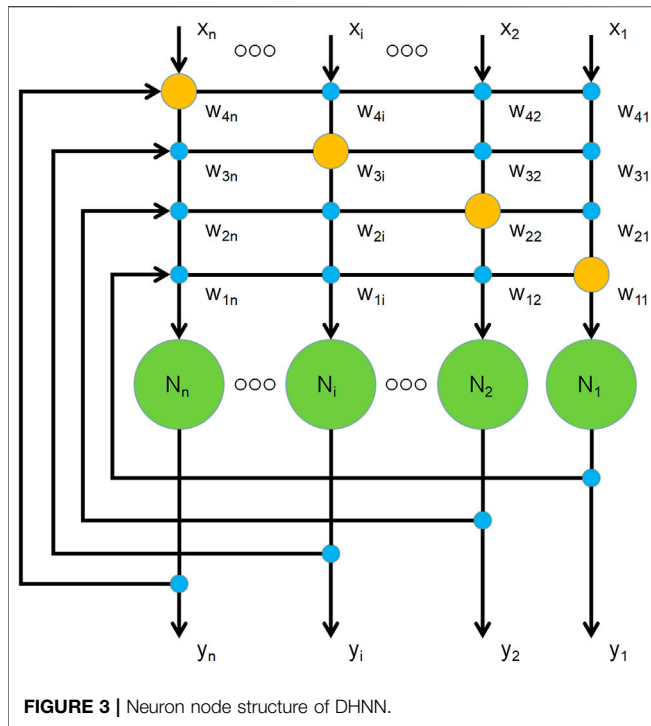 xₙ ○○○ xᵢ ○○○ x₂ x₁
w₄ₙ w₄ᵢ w₄₂ w₄₁
w₃ₙ w₃ᵢ w₃₂ w₃₁
w₂ₙ w₂ᵢ w₂₂ w₂₁
w₁ₙ w₁ᵢ w₁₂ w₁₁
Nₙ ○○○ Nᵢ ○○○ N₂ N₁
yₙ yᵢ y₂ y₁
FIGURE 3 | Neuron node structure of DHNN.